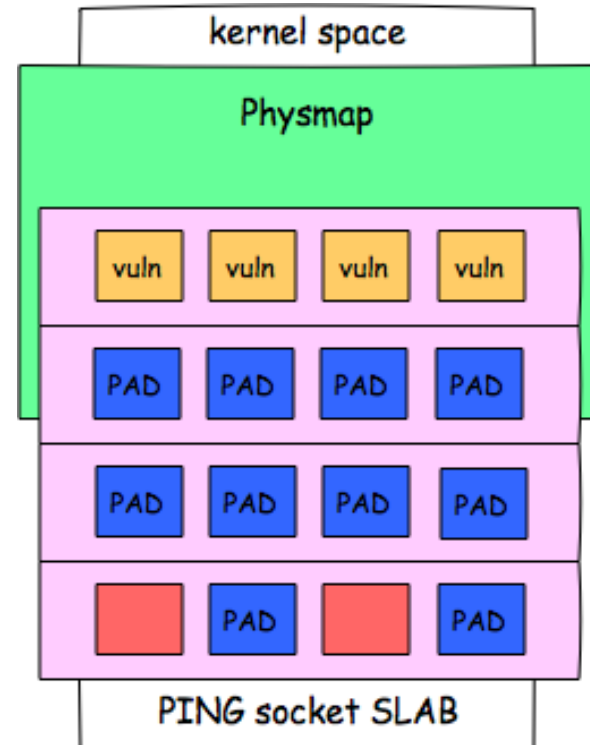 kernel space
Physmap
vuln vuln vuln vuln
PAD PAD PAD PAD
PAD PAD PAD PAD
PAD PAD
PING socket SLAB